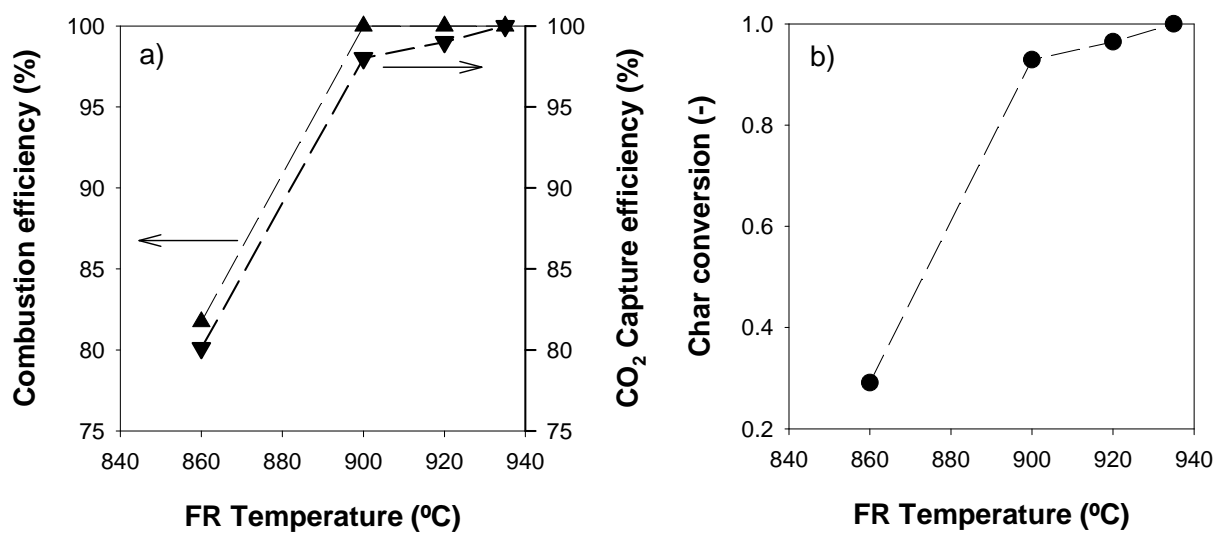 a)
Combustion efficiency (%)
100
95
90
85
80
75
840 860 880 900 920 940
FR Temperature (ºC)
100
95
90
85
80
75
CO₂ Capture efficiency (%)
b)
Char conversion (-)
1.0
0.8
0.6
0.4
0.2
840 860 880 900 920 940
FR Temperature (ºC)